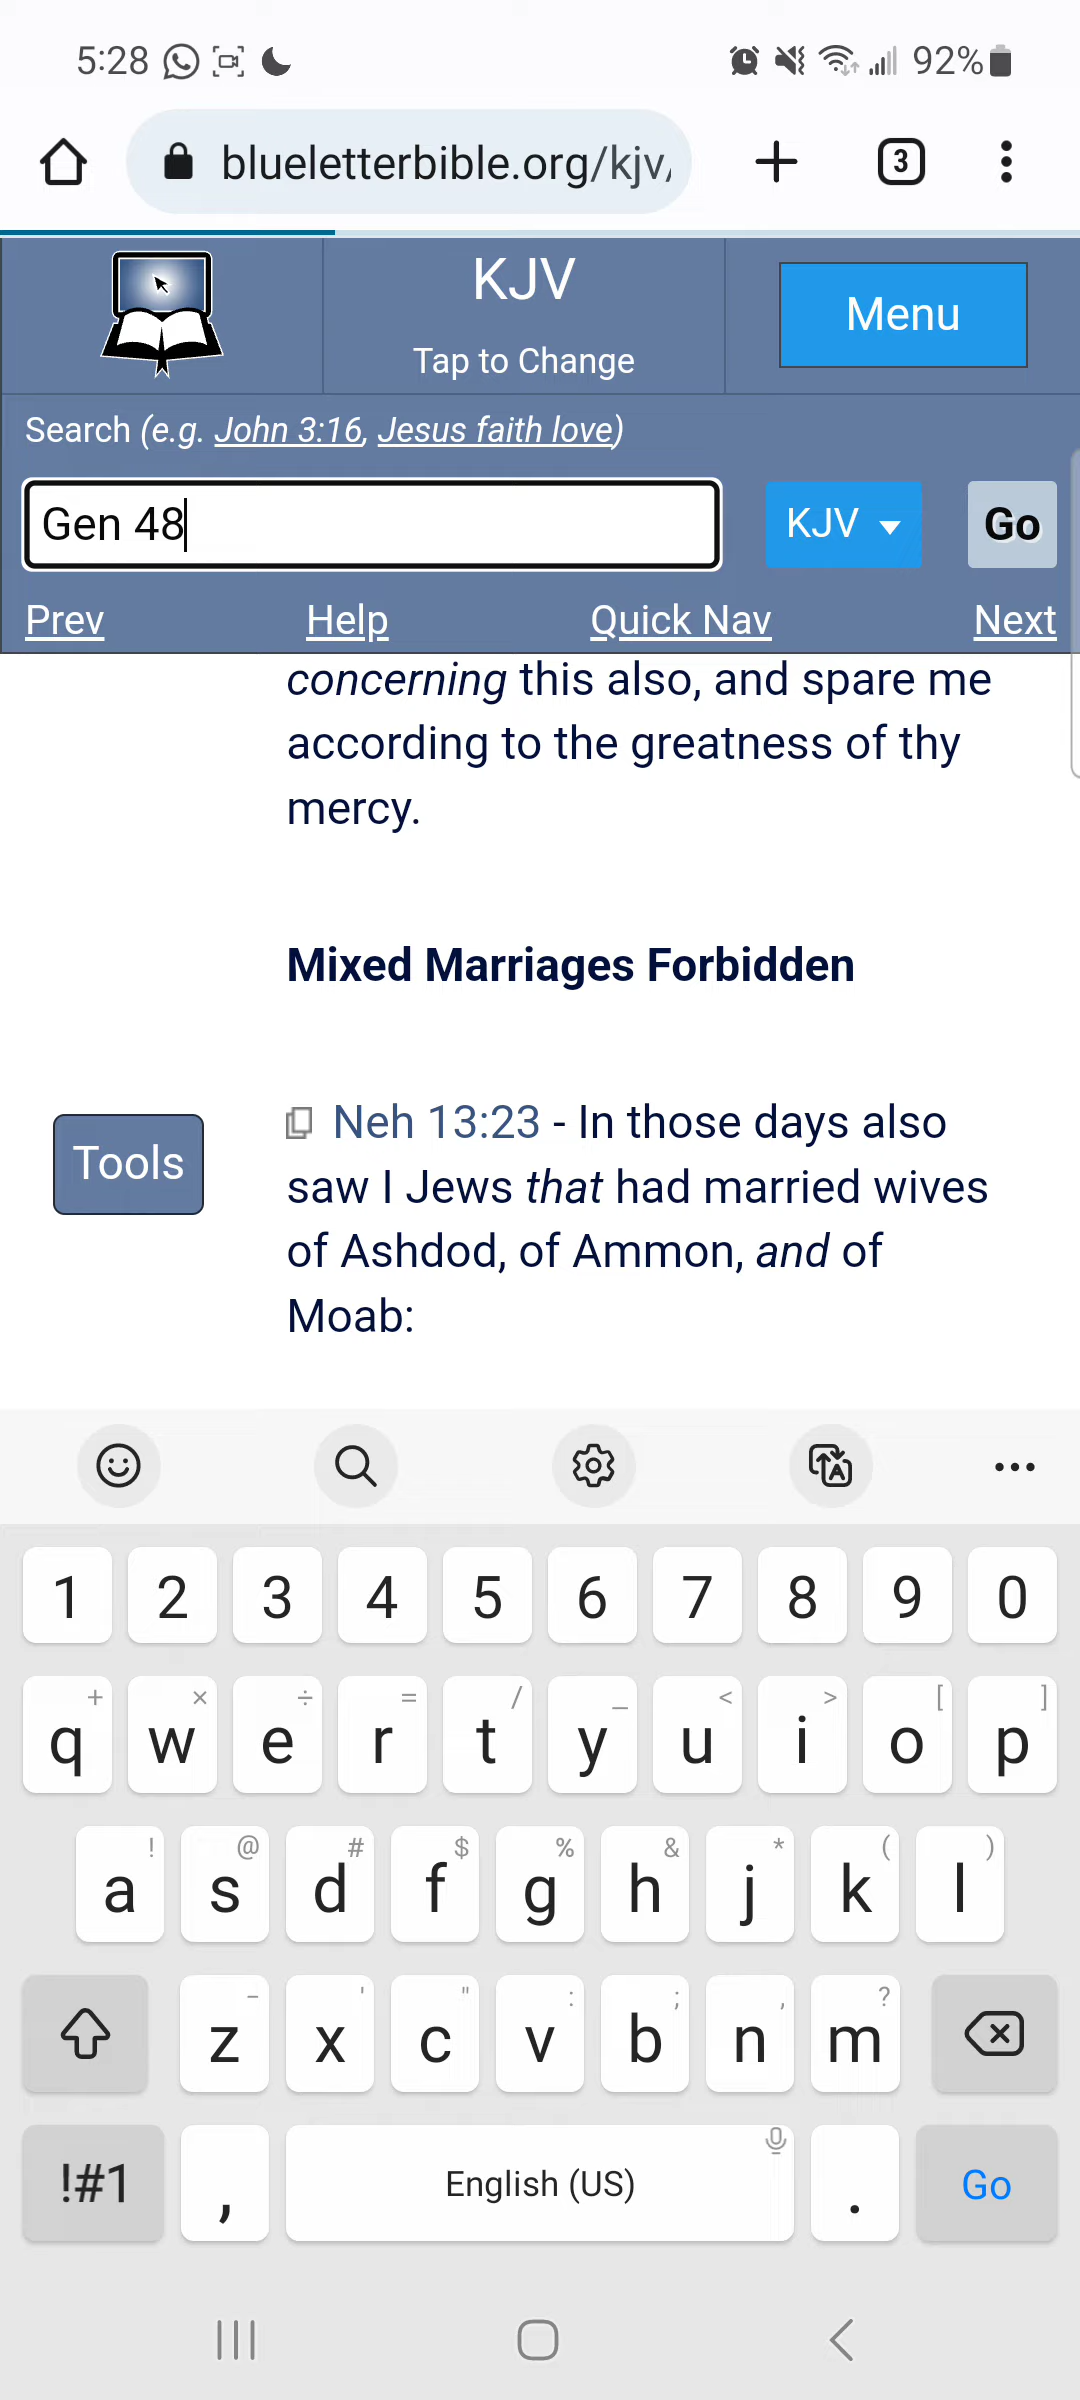 5:28 92%
blueletterbible.org/kjv/ 3
KJV
Tap to Change
Menu
Search (e.g. John 3:16, Jesus faith love)
Gen 48 KJV Go
Prev Help Quick Nav Next
concerning this also, and spare me
according to the greatness of thy
mercy.
Mixed Marriages Forbidden
Tools
Neh 13:23 - In those days also
saw I Jews that had married wives
of Ashdod, of Ammon, and of
Moab:
1 2 3 4 5 6 7 8 9 0
+ × ÷ = / _ < > [ ]
q w e r t y u i o p
! @ # $ % & * ( )
a s d f g h j k l
- ' " : ; , ?
z x c v b n m
!#1 , English (US) . Go